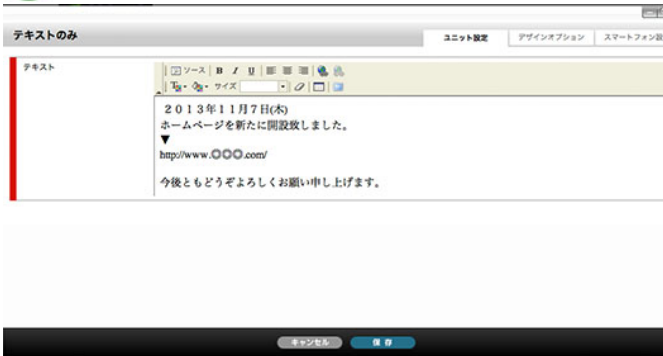 テキストのみ
ユニット設定 デザインオプション スマートフォン設
テキスト
ソース B I U
サイズ
2013年11月7日(木)
ホームページを新たに開設致しました。
▼
http://www.◎◎◎.com/
今後ともどうぞよろしくお願い申し上げます。
キャンセル 保存